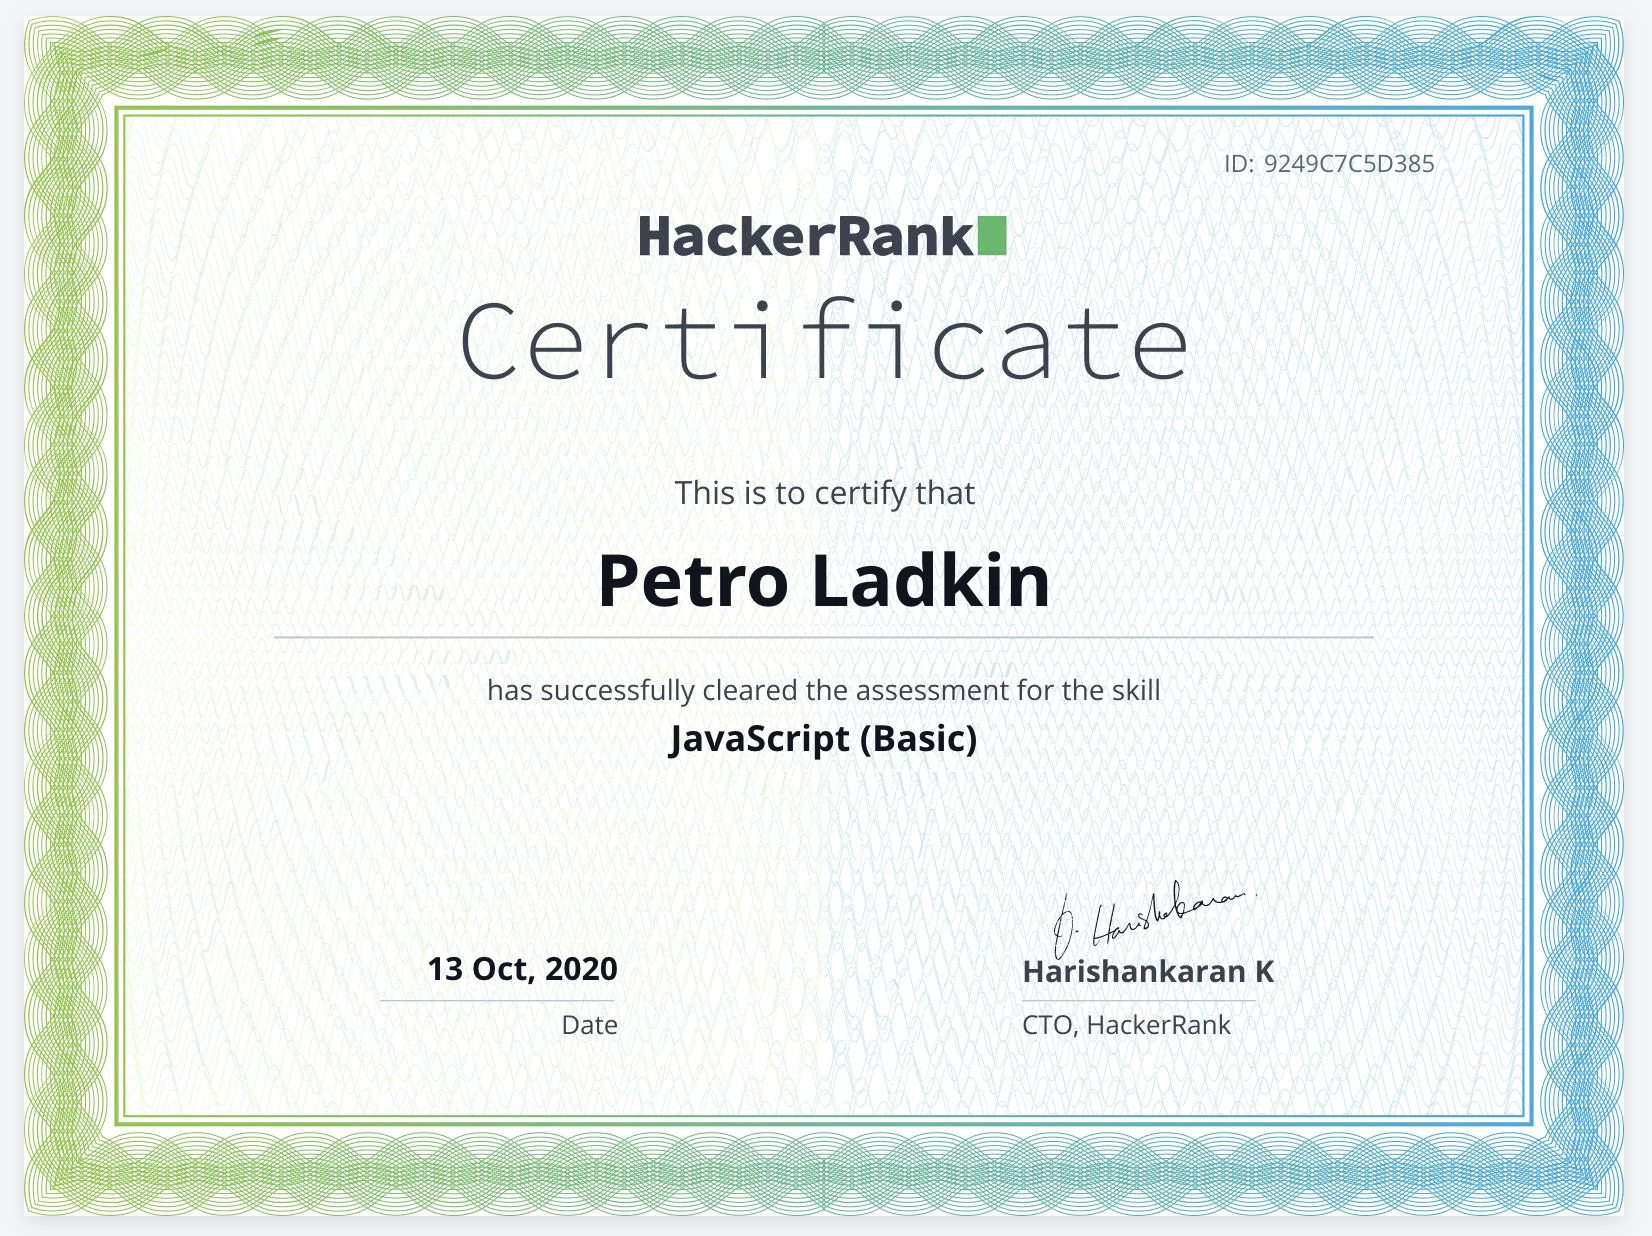 ID: 9249C7C5D385
HackerRank
Certificate
This is to certify that
Petro Ladkin
has successfully cleared the assessment for the skill
JavaScript (Basic)
O. Harishekaran.
13 Oct, 2020
Harishankaran K
Date
CTO, HackerRank